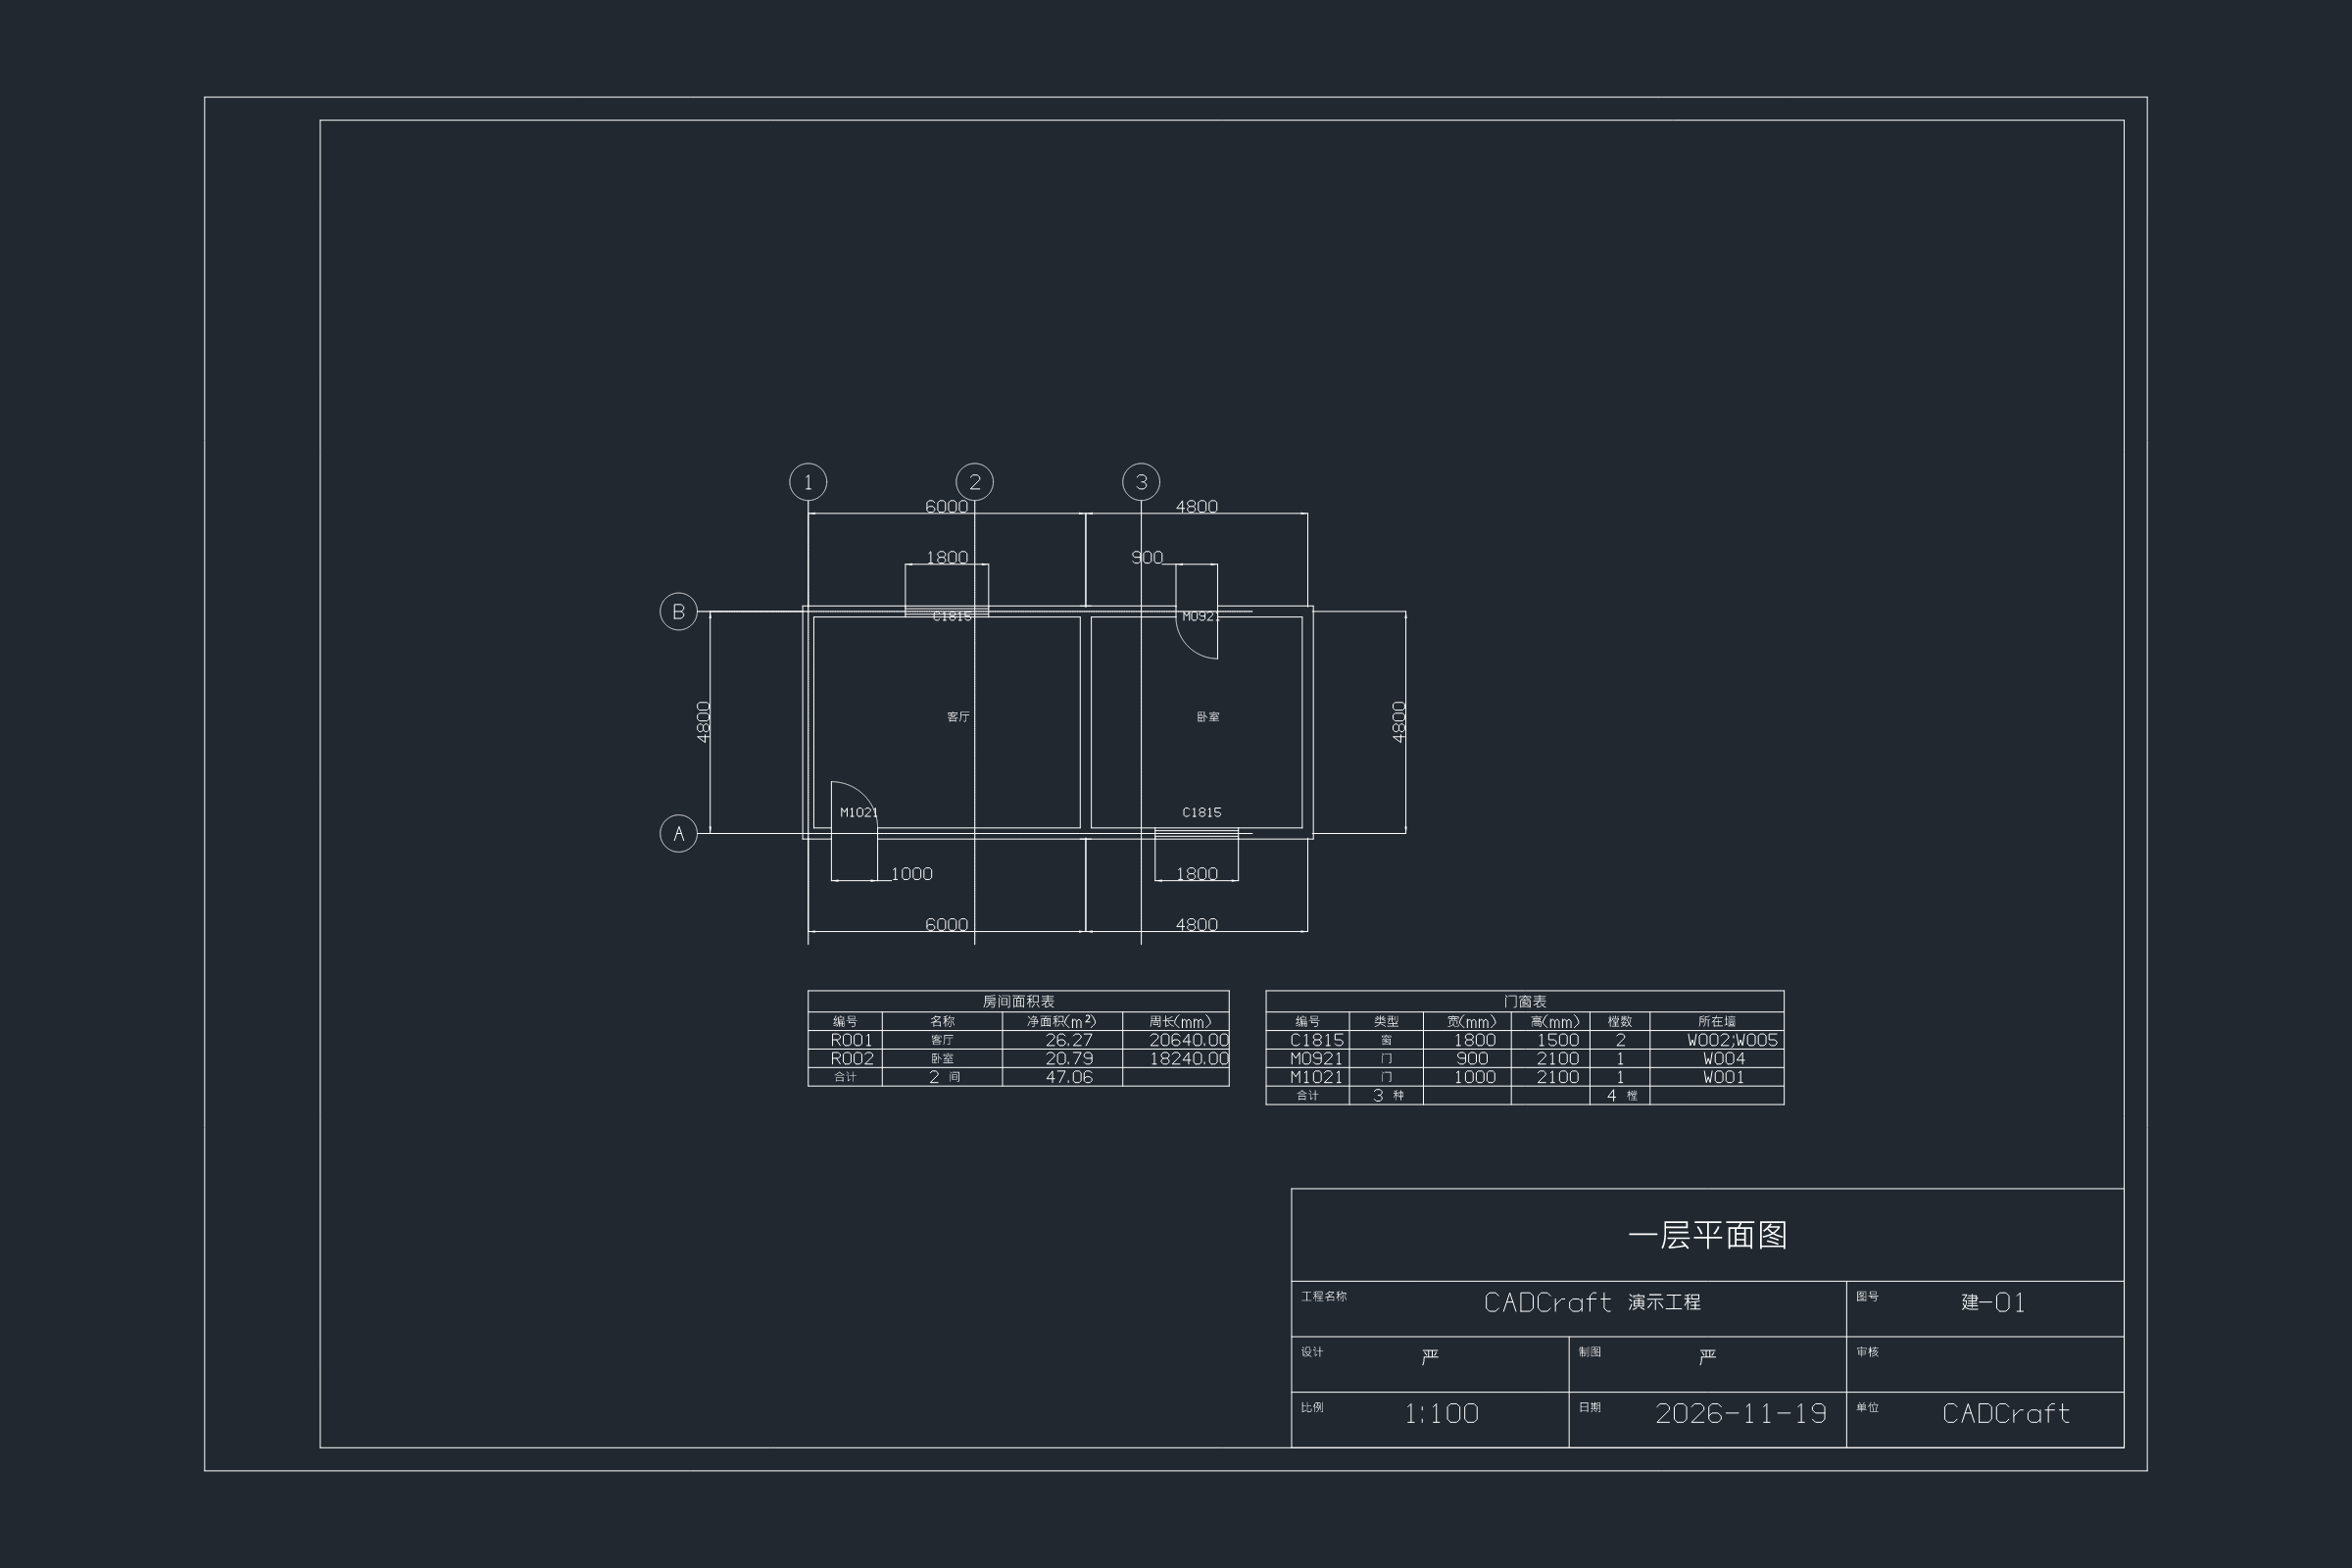 1 2 3
6000 4800
1800 900
B
C1815 M0921
4800 客厅 卧室 4800
M1021 C1815
A
1000 1800
6000 4800
房间面积表
编号 名称 净面积(m²) 周长(mm)
R001 客厅 26.27 20640.00
R002 卧室 20.79 18240.00
合计 2 间 47.06
门窗表
编号 类型 宽(mm) 高(mm) 樘数 所在墙
C1815 窗 1800 1500 2 W002;W005
M0921 门 900 2100 1 W004
M1021 门 1000 2100 1 W001
合计 3 种 4 樘
一层平面图
工程名称 CADCraft 演示工程 图号 建-01
设计 严 制图 严 审核
比例 1:100 日期 2026-11-19 单位 CADCraft